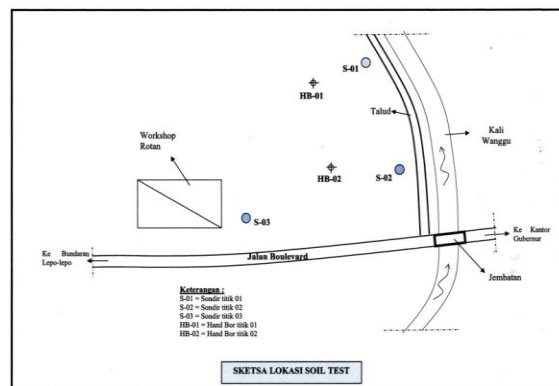 S-01
HB-01
Talud
Kali
Wanggu
Workshop
Rotan
HB-02
S-02
S-03
Ke Kantor
Gubernur
Ke Bundaran
Lepo-lepo
Jalan Boulevard
Jembatan
Keterangan :
S-01 = Sondir titik 01
S-02 = Sondir titik 02
S-03 = Sondir titik 03
HB-01 = Hand Bor titik 01
HB-02 = Hand Bor titik 02
SKETSA LOKASI SOIL TEST